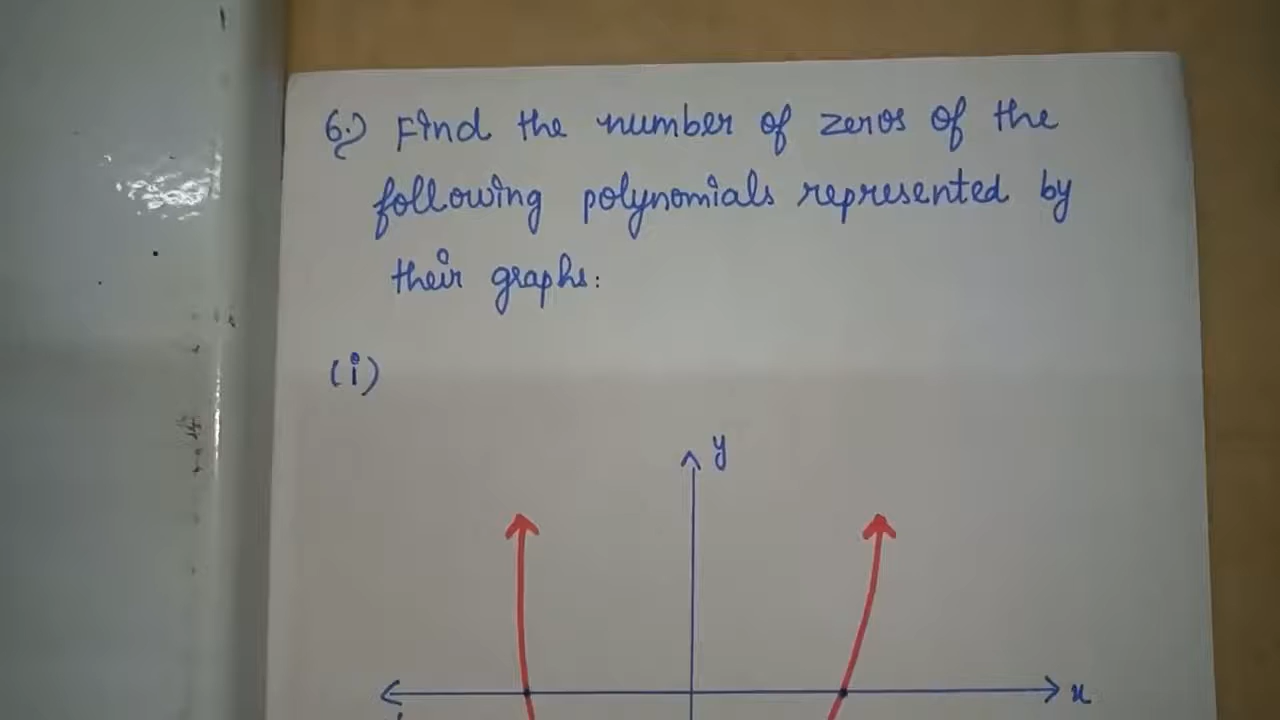 6.) Find the number of zeros of the
following polynomials represented by
their graphs:
(i)
y
x